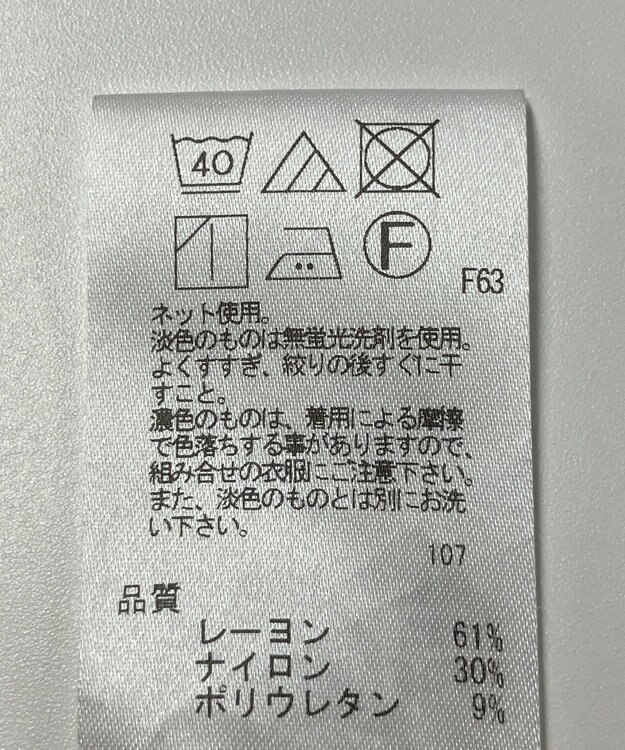 40
F
F63
ネット使用。
淡色のものは無蛍光洗剤を使用。
よくすすぎ、絞りの後すぐに干
すこと。
濃色のものは、着用による摩擦
で色落ちする事がありますので、
組み合せの衣服にご注意下さい。
また、淡色のものとは別にお洗
い下さい。
107
品質
レーヨン 61%
ナイロン 30%
ポリウレタン 9%